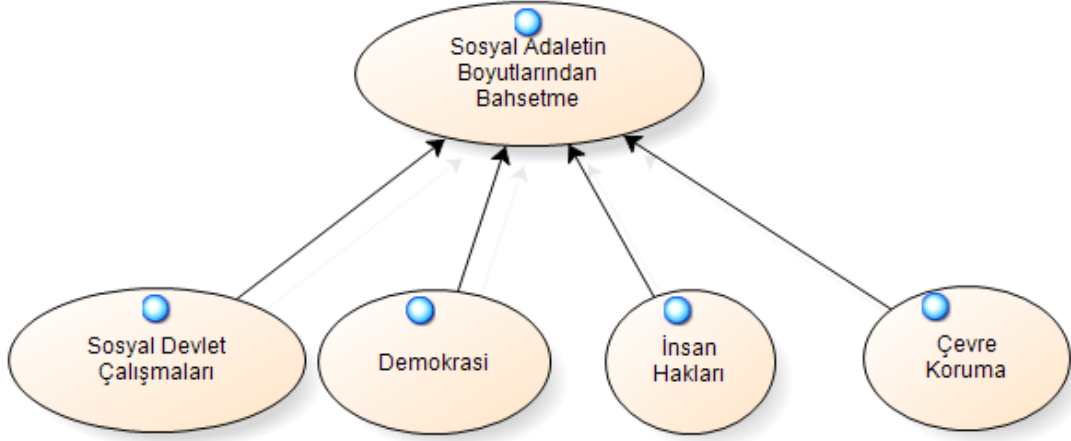 Sosyal Adaletin
Boyutlarından
Bahsetme
Sosyal Devlet
Çalışmaları
Demokrasi
İnsan
Hakları
Çevre
Koruma